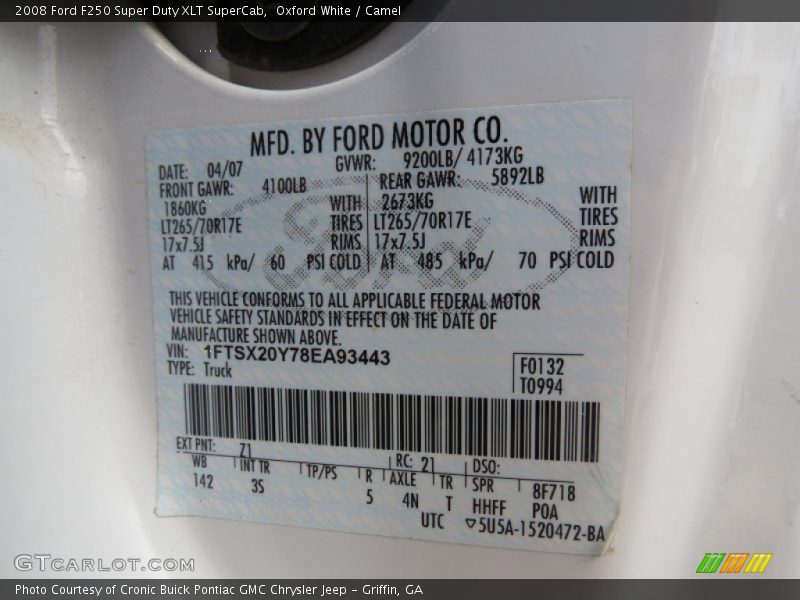 2008 Ford F250 Super Duty XLT SuperCab,  Oxford White / Camel
MFD. BY FORD MOTOR CO.
DATE: 04/07 GVWR: 9200LB/ 4173KG
FRONT GAWR: 4100LB REAR GAWR: 5892LB
1860KG WITH 2673KG WITH
LT265/70R17E TIRES LT265/70R17E TIRES
17x7.5J RIMS 17x7.5J RIMS
AT 415 kPa/ 60 PSI COLD AT 485 kPa/ 70 PSI COLD
Ford
THIS VEHICLE CONFORMS TO ALL APPLICABLE FEDERAL MOTOR
VEHICLE SAFETY STANDARDS IN EFFECT ON THE DATE OF
MANUFACTURE SHOWN ABOVE.
VIN: 1FTSX20Y78EA93443
TYPE: Truck
F0132
T0994
EXT PNT: Z1 RC: 21 DSO:
WB INT TR TP/PS R AXLE TR SPR 8F718
142 3S 5 4N T HHFF POA
UTC ▽5U5A-1520472-BA
GTCARLOT.COM
Photo Courtesy of Cronic Buick Pontiac GMC Chrysler Jeep – Griffin, GA